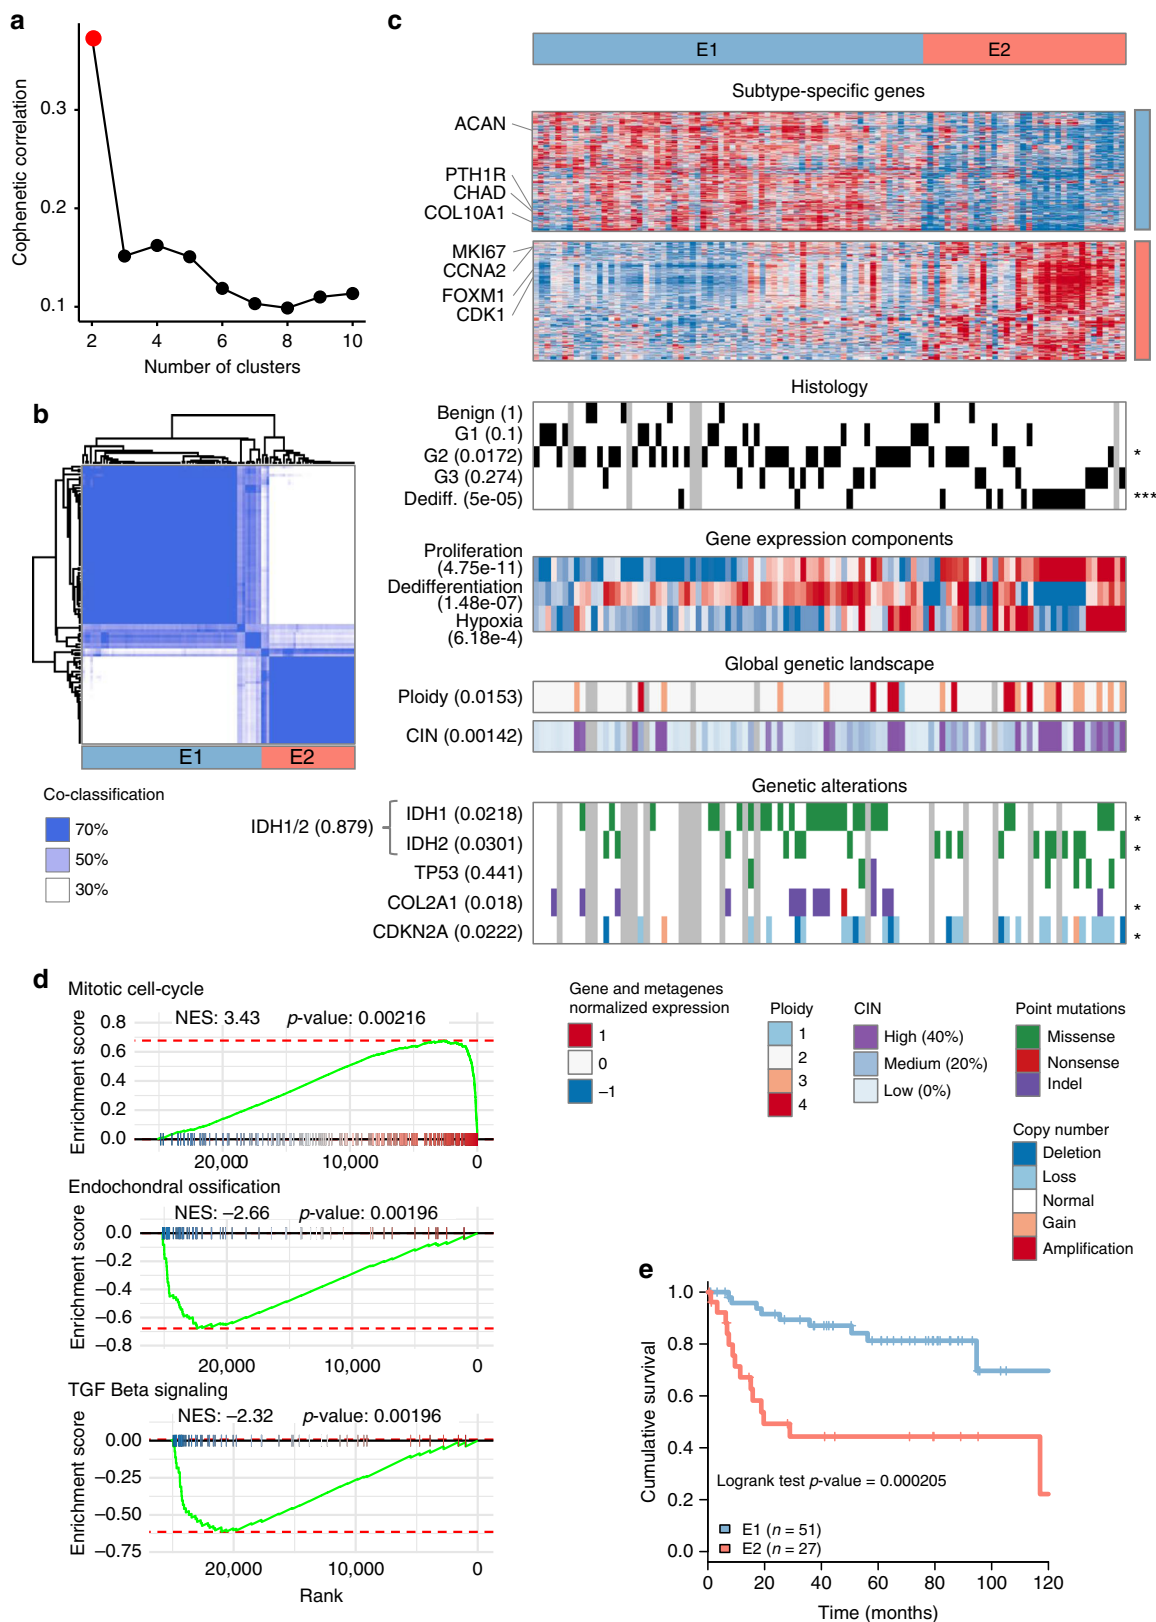 a
Cophenetic correlation
0.3
0.2
0.1
2
4
6
8
10
Number of clusters
b
E1
E2
Co-classification
70%
50%
30%
c
E1
E2
Subtype-specific genes
ACAN
PTH1R
CHAD
COL10A1
MKI67
CCNA2
FOXM1
CDK1
Histology
Benign (1)
G1 (0.1)
G2 (0.0172)
*
G3 (0.274)
Dediff. (5e-05)
***
Gene expression components
Proliferation
(4.75e-11)
Dedifferentiation
(1.48e-07)
Hypoxia
(6.18e-4)
Global genetic landscape
Ploidy (0.0153)
CIN (0.00142)
Genetic alterations
IDH1/2 (0.879)
IDH1 (0.0218)
*
IDH2 (0.0301)
*
TP53 (0.441)
COL2A1 (0.018)
*
CDKN2A (0.0222)
*
Gene and metagenes
normalized expression
1
0
–1
Ploidy
1
2
3
4
CIN
High (40%)
Medium (20%)
Low (0%)
Point mutations
Missense
Nonsense
Indel
Copy number
Deletion
Loss
Normal
Gain
Amplification
d
Mitotic cell-cycle
NES: 3.43 p-value: 0.00216
Enrichment score
0.8
0.6
0.4
0.2
0.0
20,000
10,000
0
Endochondral ossification
NES: –2.66 p-value: 0.00196
Enrichment score
0.0
–0.2
–0.4
–0.6
–0.8
20,000
10,000
0
TGF Beta signaling
NES: –2.32 p-value: 0.00196
Enrichment score
0.00
–0.25
–0.50
–0.75
20,000
10,000
0
Rank
e
Cumulative survival
1.0
0.8
0.6
0.4
0.2
0.0
Logrank test p-value = 0.000205
E1 (n = 51)
E2 (n = 27)
0
20
40
60
80
100
120
Time (months)